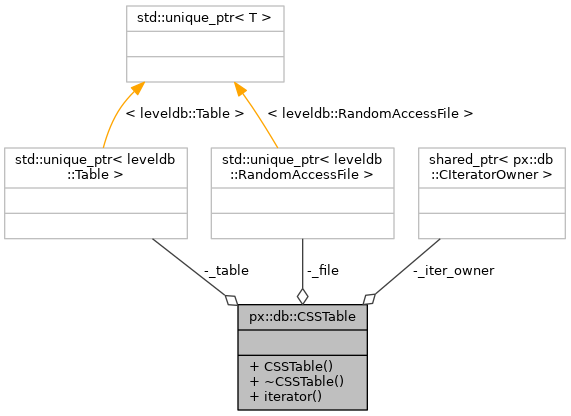 std::unique_ptr< T >
< leveldb::Table >
< leveldb::RandomAccessFile >
std::unique_ptr< leveldb
::Table >
std::unique_ptr< leveldb
::RandomAccessFile >
shared_ptr< px::db
::CIteratorOwner >
-_table
-_file
-_iter_owner
px::db::CSSTable
+ CSSTable()
+ ~CSSTable()
+ iterator()